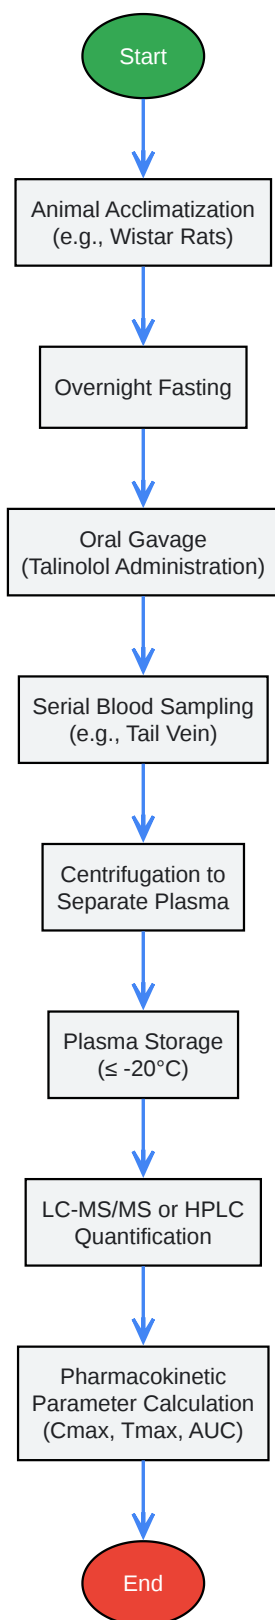 Start
Animal Acclimatization
(e.g., Wistar Rats)
Overnight Fasting
Oral Gavage
(Talinolol Administration)
Serial Blood Sampling
(e.g., Tail Vein)
Centrifugation to
Separate Plasma
Plasma Storage
(≤ -20°C)
LC-MS/MS or HPLC
Quantification
Pharmacokinetic
Parameter Calculation
(Cmax, Tmax, AUC)
End